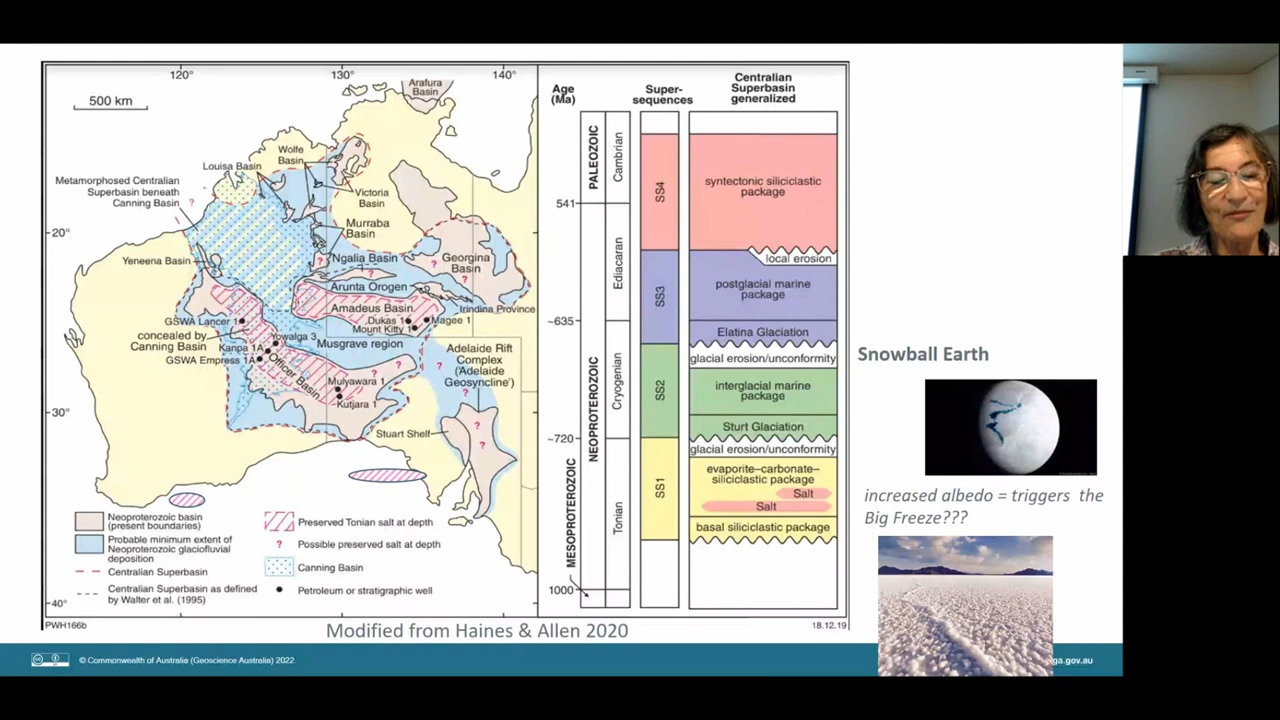 120°
130°
140°
500 km
Arafura
Basin
Wolfe
Basin
Louisa Basin
Metamorphosed Central
Superbasin beneath
Canning Basin
?
Victoria
Basin
Murraba
Basin
20°
Yeneena Basin
?
Ngalia Basin
?
Georgina
Basin
?
?
Arunta Orogen
Irindina Province
Amadeus Basin
GSWA Lancer 1
Dukas 1
Magee 1
Mount Kitty 1
concealed by
Canning Basin
Yowalga 3
Kanpa 1A
Musgrave region
GSWA Empress 1A
Officer Basin
?
?
Adelaide Rift
Complex
('Adelaide
Geosyncline')
?
?
Mulyawara 1
Kutjara 1
30°
Stuart Shelf
?
?
Neoproterozoic basin
(present boundaries)
Probable minimum extent of
Neoproterozoic glaciofluvial
deposition
Centralian Superbasin
Centralian Superbasin as defined
by Walter et al. (1995)
Preserved Tonian salt at depth
? Possible preserved salt at depth
Canning Basin
Petroleum or stratigraphic well
40°
PWH166b
18.12.19
Age
(Ma)
Super-
sequences
Centralian
Superbasin
generalized
PALEOZOIC
Cambrian
SS4
syntectonic siliciclastic
package
541
local erosion
NEOPROTEROZOIC
Ediacaran
SS3
postglacial marine
package
~635
Elatina Glaciation
glacial erosion/unconformity
Cryogenian
SS2
interglacial marine
package
Sturt Glaciation
~720
glacial erosion/unconformity
MESOPROTEROZOIC
Tonian
SS1
evaporite–carbonate–
siliciclastic package
Salt
Salt
basal siliciclastic package
1000
Snowball Earth
increased albedo = triggers the
Big Freeze???
Modified from Haines & Allen 2020
© Commonwealth of Australia (Geoscience Australia) 2022.
ga.gov.au